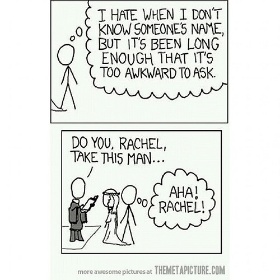 I HATE WHEN I DON'T
KNOW SOMEONE'S NAME,
BUT IT'S BEEN LONG
ENOUGH THAT IT'S
TOO AWKWARD TO ASK.
DO YOU, RACHEL,
TAKE THIS MAN...
AHA!
RACHEL!
more awesome pictures at THEMETAPICTURE.COM